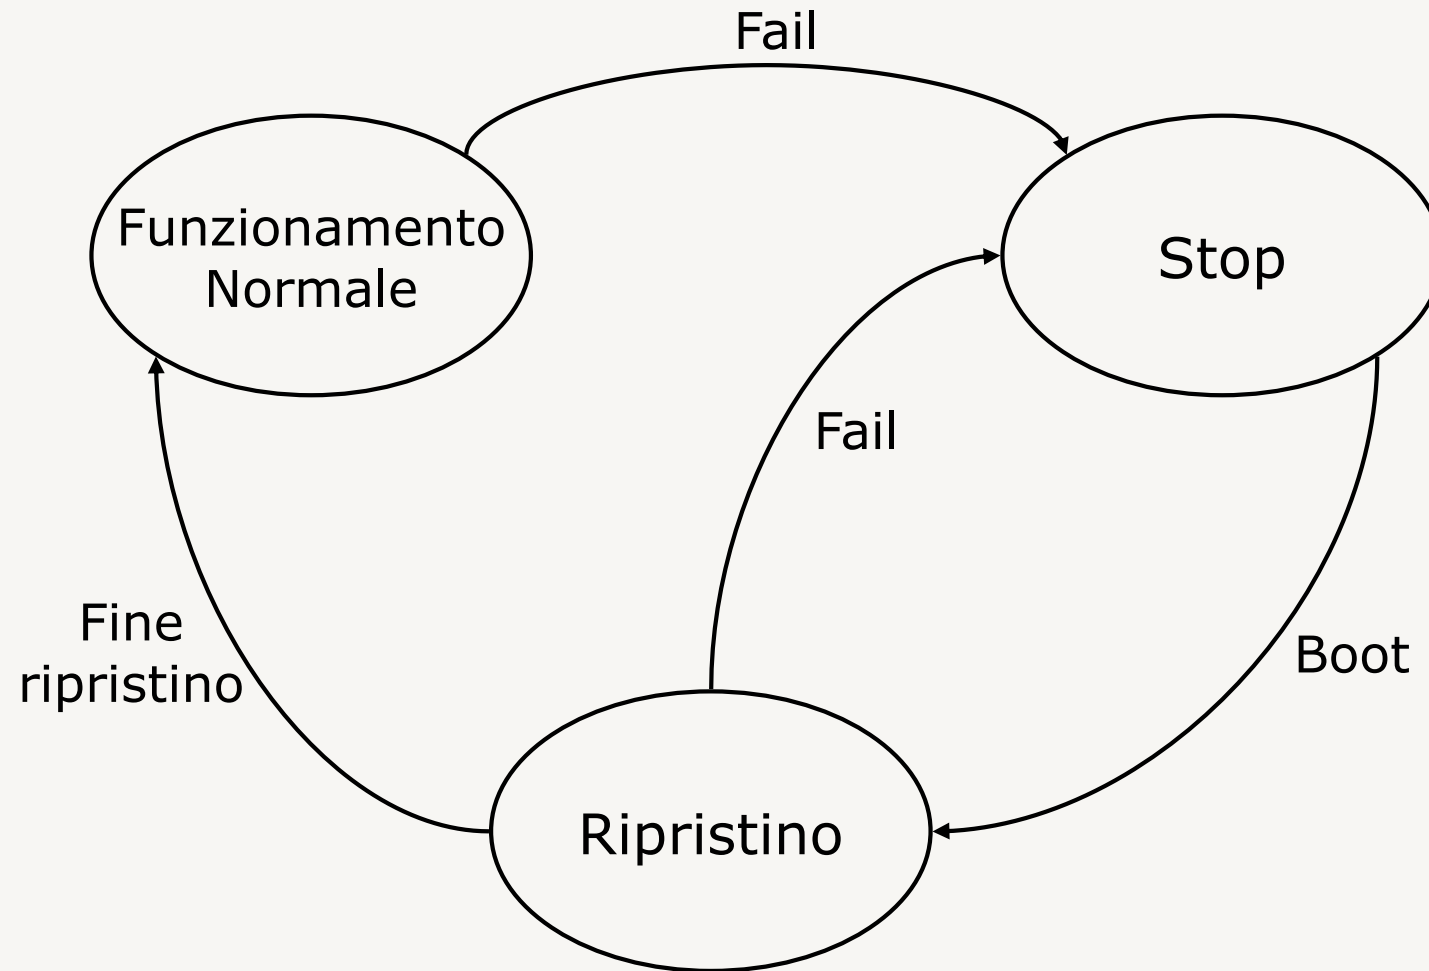 Fail
Funzionamento
Normale
Stop
Fail
Fine
ripristino
Boot
Ripristino